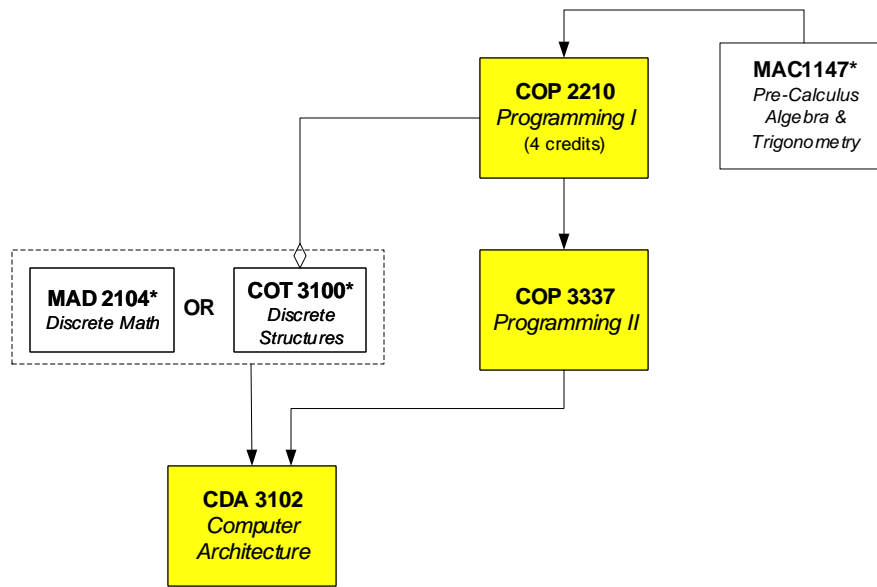 COP 2210
Programming I
(4 credits)
MAC1147*
Pre-Calculus
Algebra &
Trigonometry
MAD 2104*
Discrete Math
OR
COT 3100*
Discrete
Structures
COP 3337
Programming II
CDA 3102
Computer
Architecture